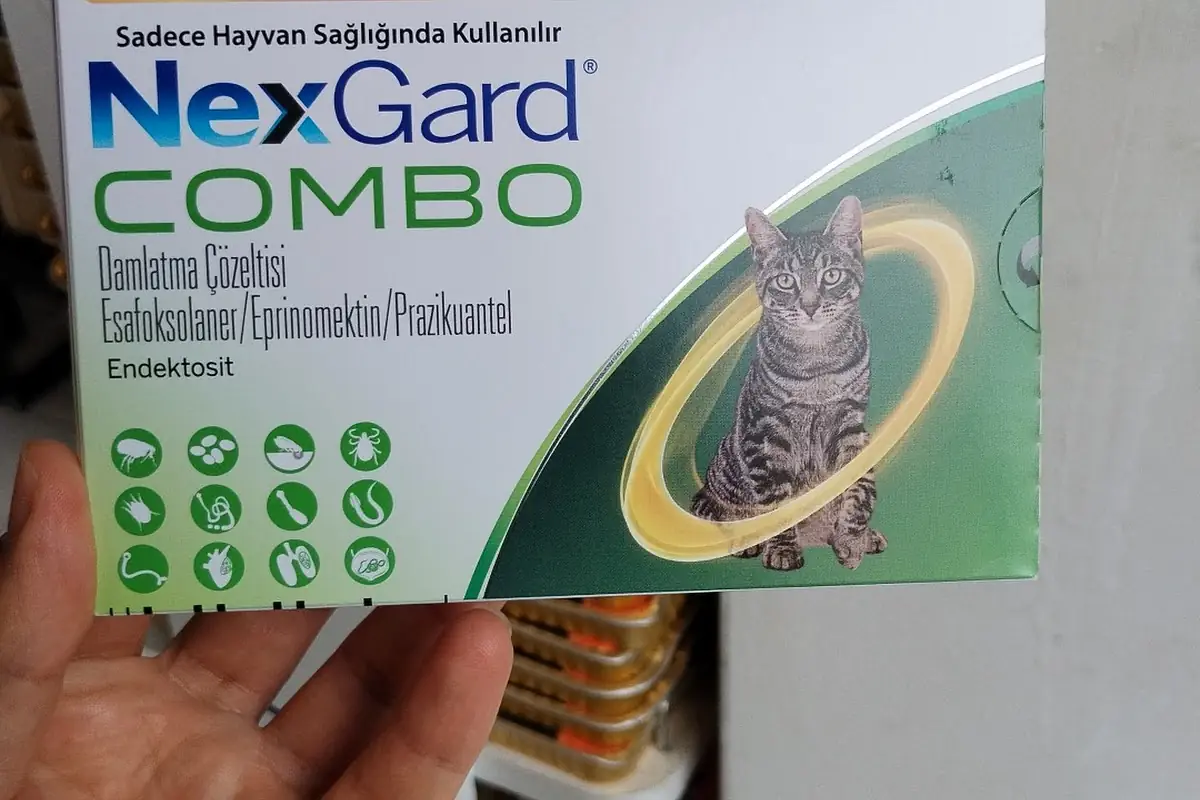 Sadece Hayvan Sağlığında Kullanılır
NexGard®
COMBO
Damlatma Çözeltisi
Esafoksolaner/Eprinomektin/Prazikuantel
Endektosit